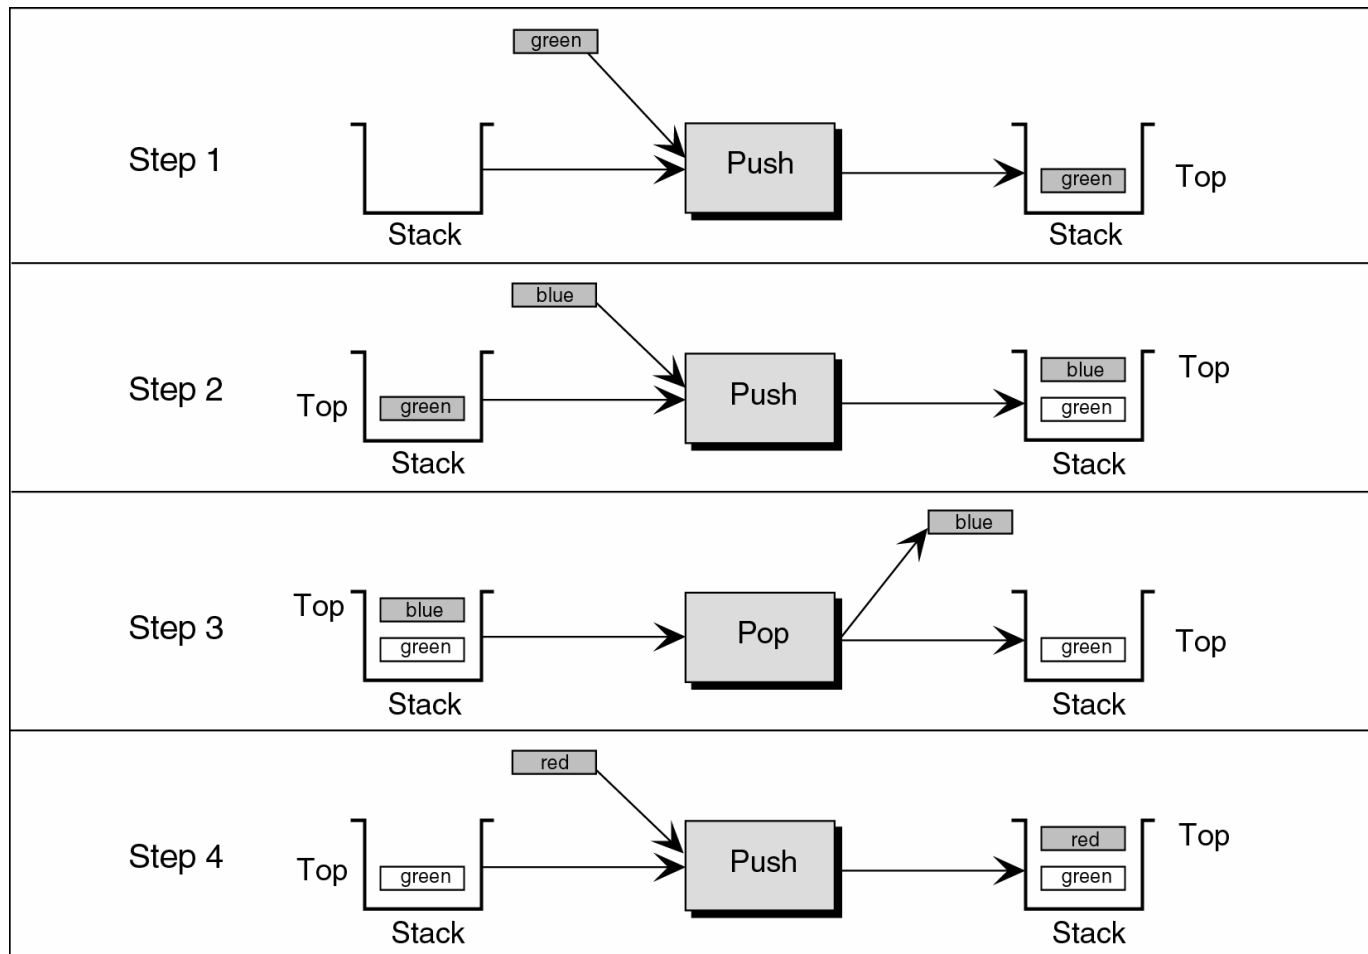 green
Step 1
Push
green
Top
Stack
Stack
blue
Step 2
Top
green
Push
blue
green
Top
Stack
Stack
blue
Step 3
Top
blue
green
Pop
green
Top
Stack
Stack
red
Step 4
Top
green
Push
red
green
Top
Stack
Stack